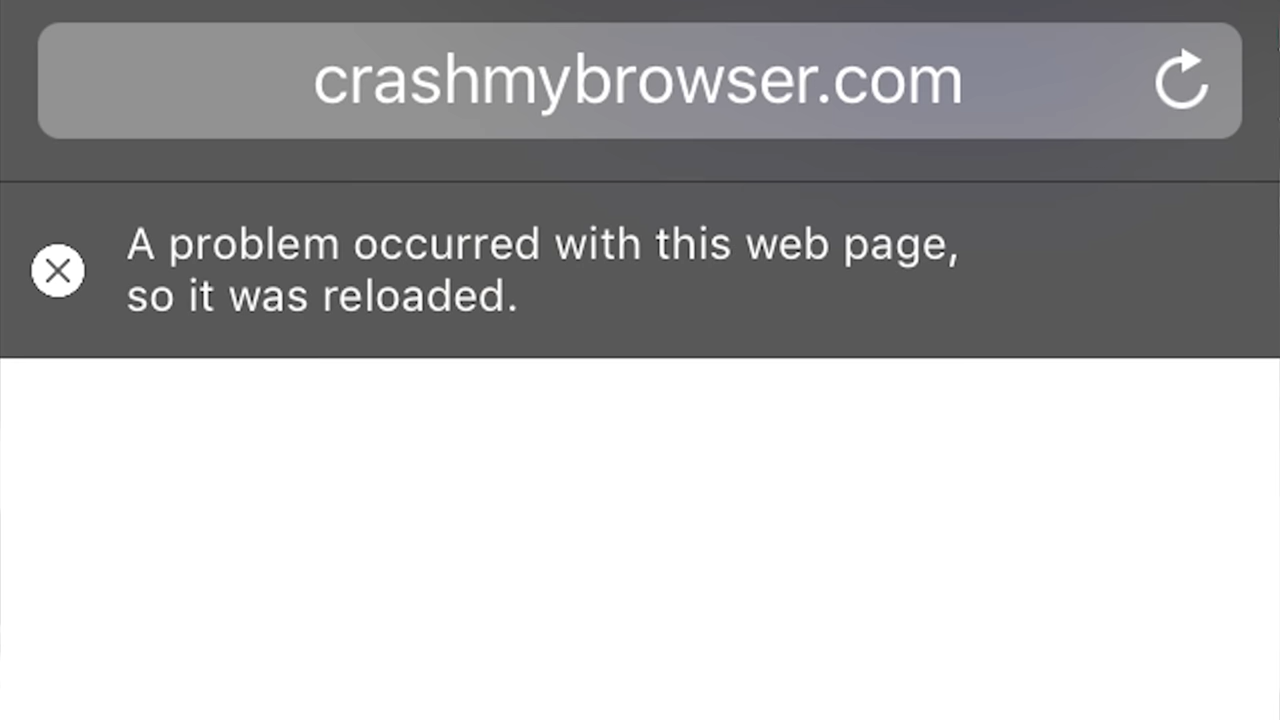 crashmybrowser.com
A problem occurred with this web page,
so it was reloaded.